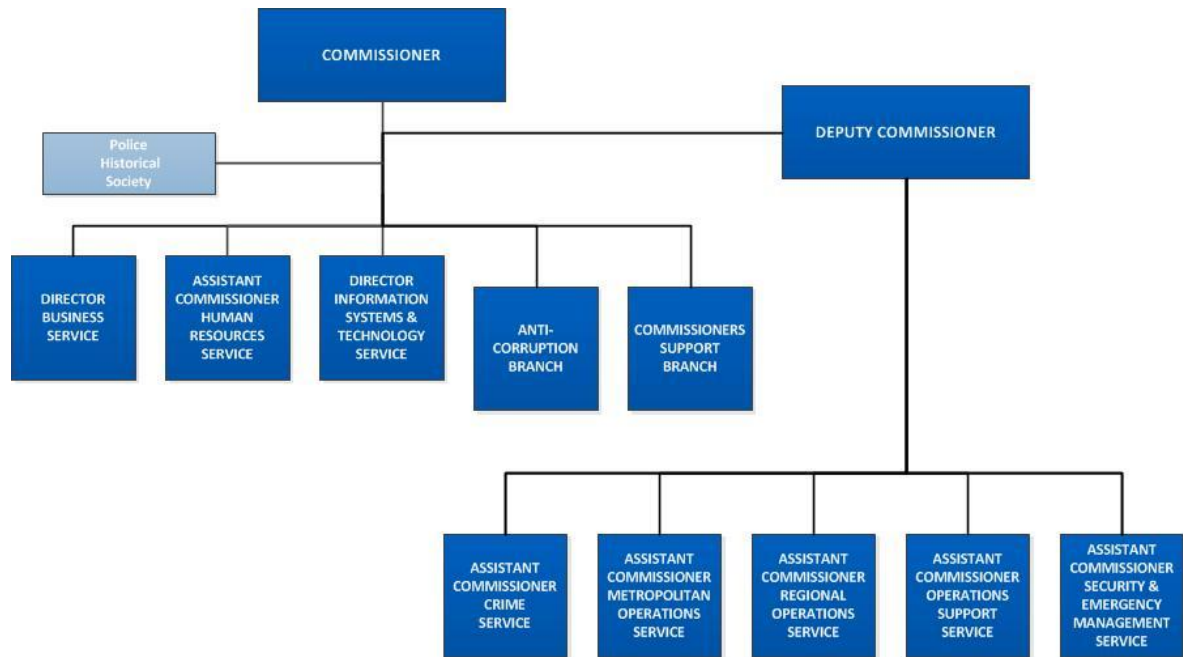 COMMISSIONER
DEPUTY COMMISSIONER
Police
Historical
Society
DIRECTOR
BUSINESS
SERVICE
ASSISTANT
COMMISSIONER
HUMAN
RESOURCES
SERVICE
DIRECTOR
INFORMATION
SYSTEMS &
TECHNOLOGY
SERVICE
ANTI-
CORRUPTION
BRANCH
COMMISSIONERS
SUPPORT
BRANCH
ASSISTANT
COMMISSIONER
CRIME
SERVICE
ASSISTANT
COMMISSIONER
METROPOLITAN
OPERATIONS
SERVICE
ASSISTANT
COMMISSIONER
REGIONAL
OPERATIONS
SERVICE
ASSISTANT
COMMISSIONER
OPERATIONS
SUPPORT
SERVICE
ASSISTANT
COMMISSIONER
SECURITY &
EMERGENCY
MANAGEMENT
SERVICE